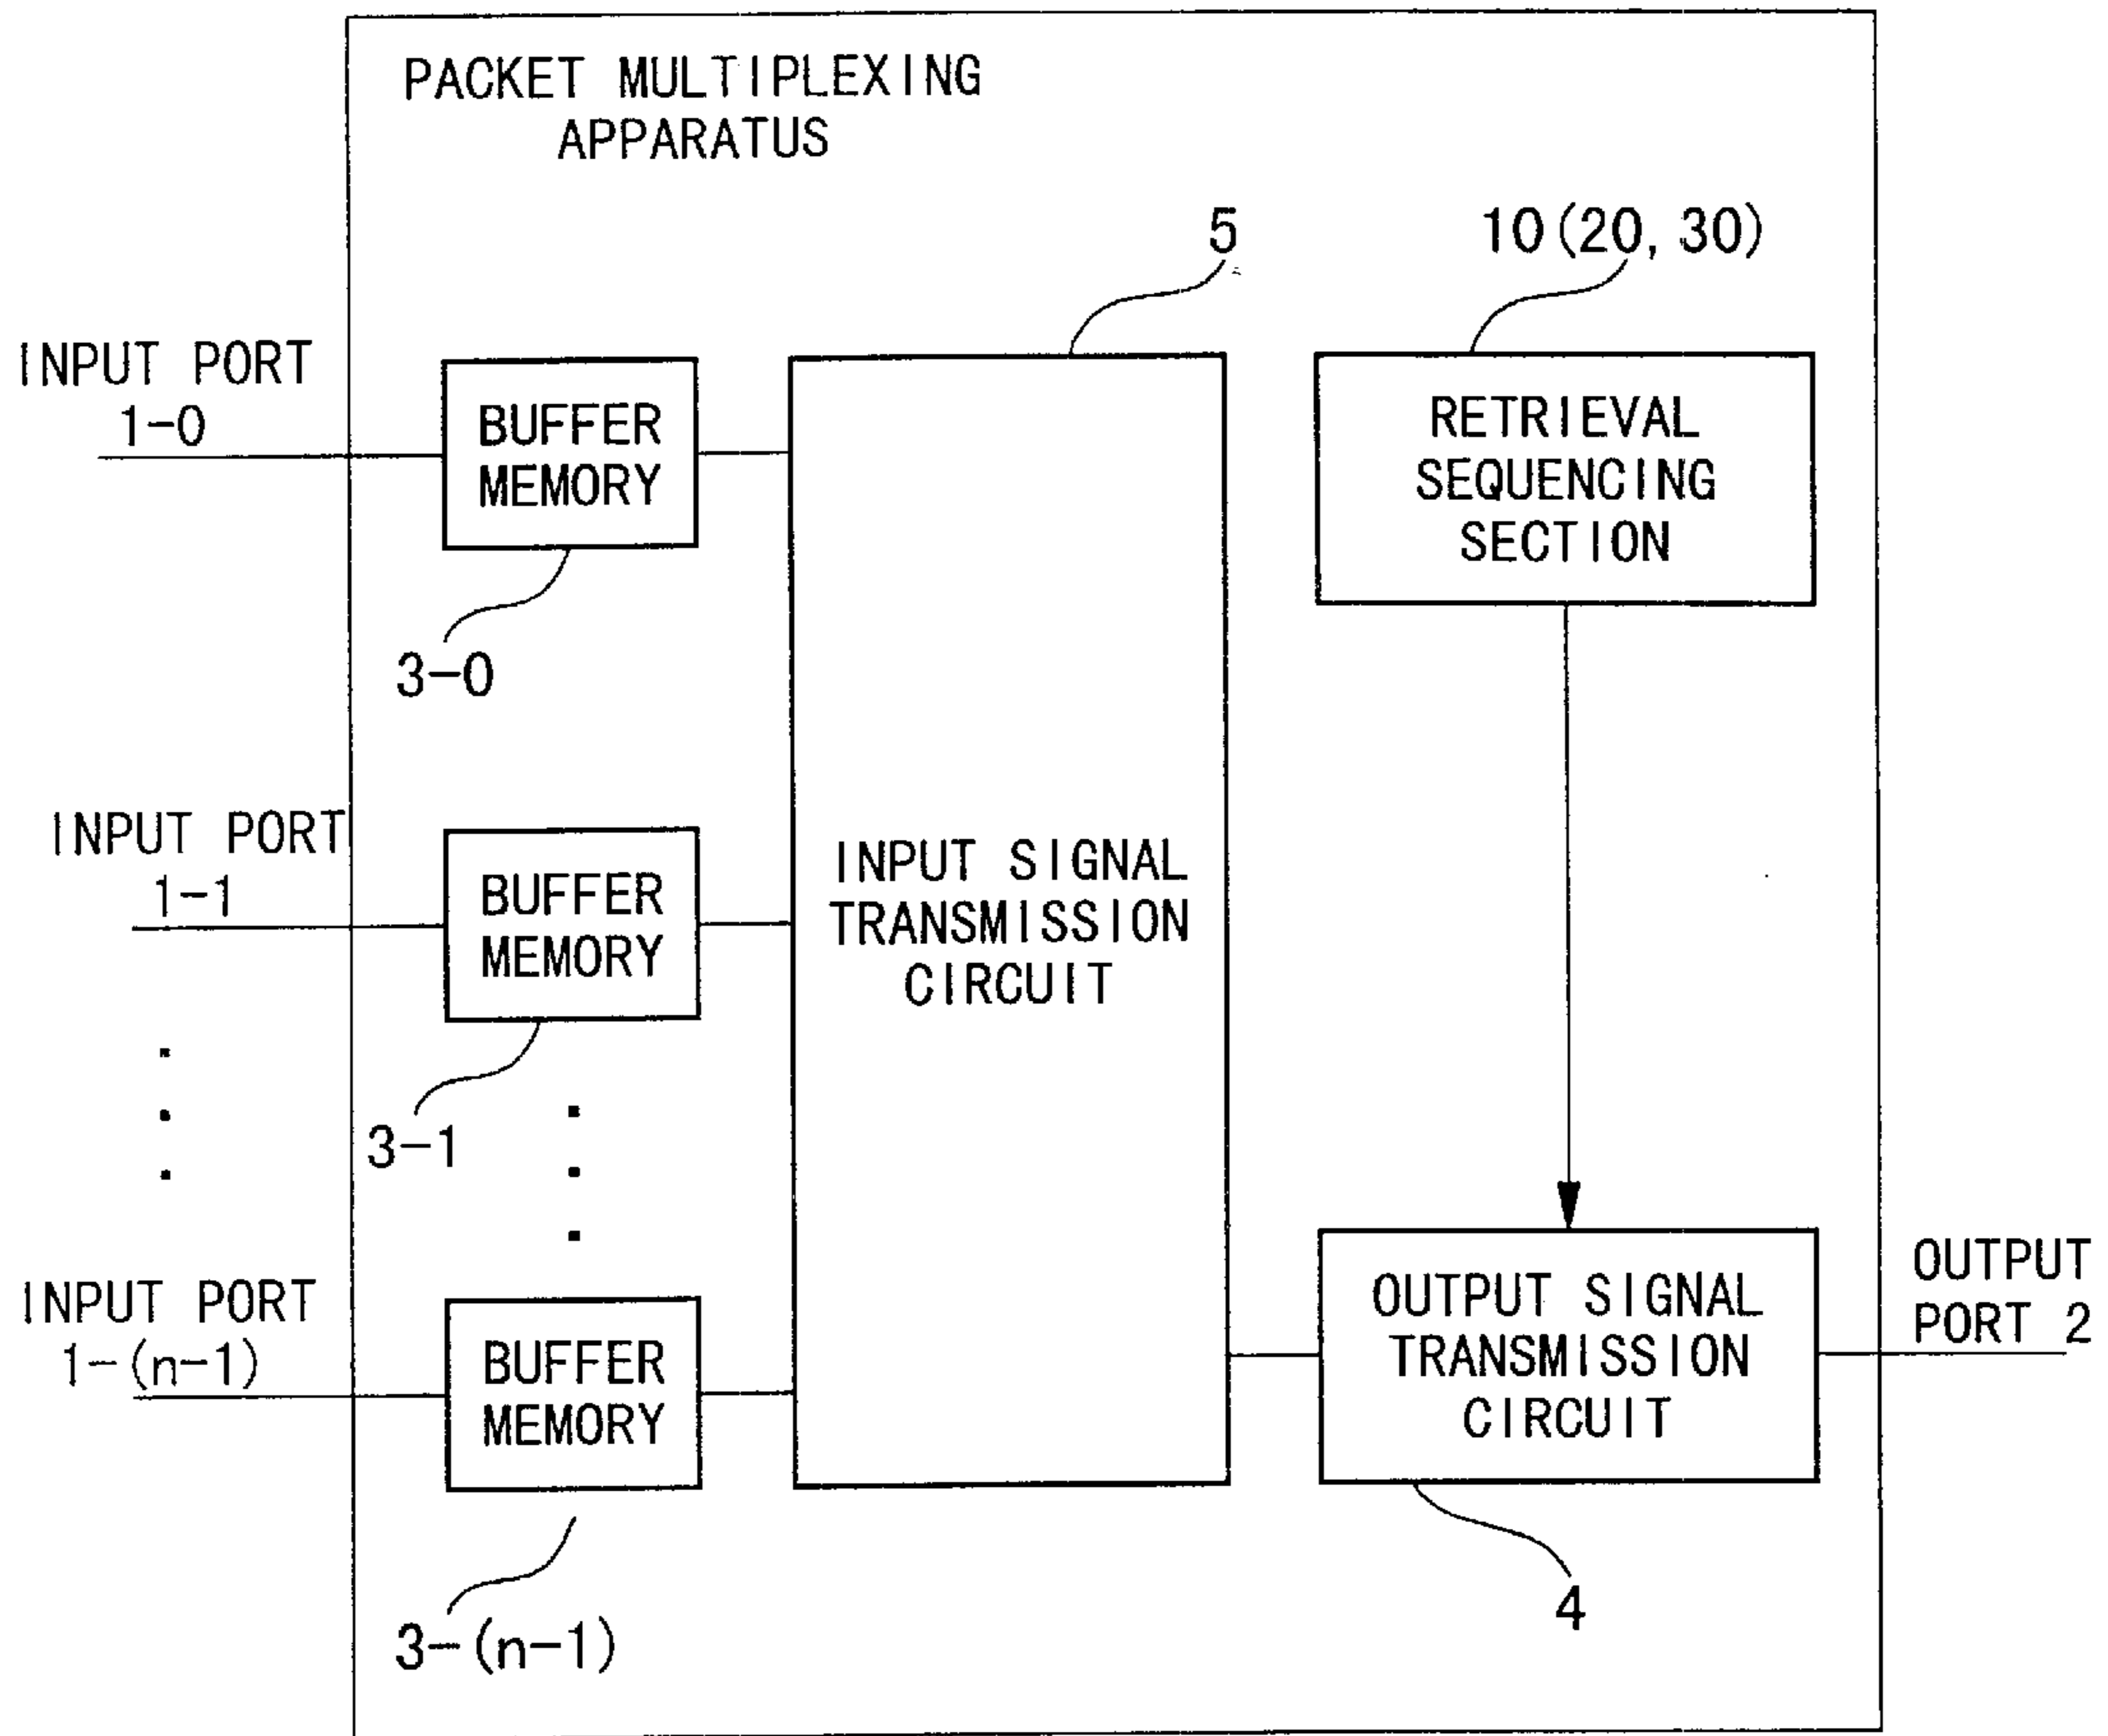 PACKET MULTIPLEXING
APPARATUS
5
10(20, 30)
INPUT PORT
1-0
BUFFER
MEMORY
3-0
RETRIEVAL
SEQUENCING
SECTION
INPUT PORT
1-1
BUFFER
MEMORY
3-1
INPUT SIGNAL
TRANSMISSION
CIRCUIT
INPUT PORT
1-(n-1)
BUFFER
MEMORY
3-(n-1)
OUTPUT SIGNAL
TRANSMISSION
CIRCUIT
4
OUTPUT
PORT 2